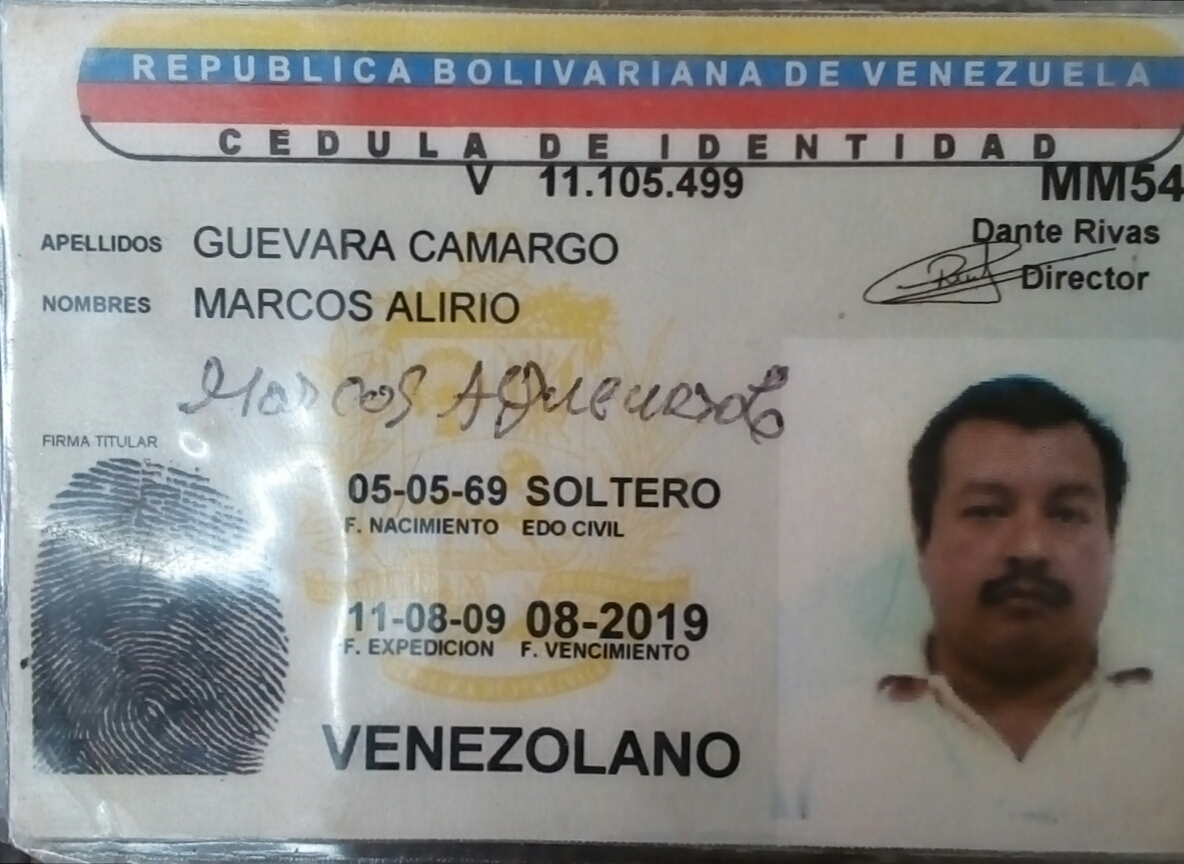 REPUBLICA BOLIVARIANA DE VENEZUELA
CEDULA DE IDENTIDAD
V 11.105.499 MM54
APELLIDOS GUEVARA CAMARGO
Dante Rivas
Director
NOMBRES MARCOS ALIRIO
Marcos A Guevara C
FIRMA TITULAR
05-05-69 SOLTERO
F. NACIMIENTO EDO CIVIL
11-08-09 08-2019
F. EXPEDICION F. VENCIMIENTO
VENEZOLANO